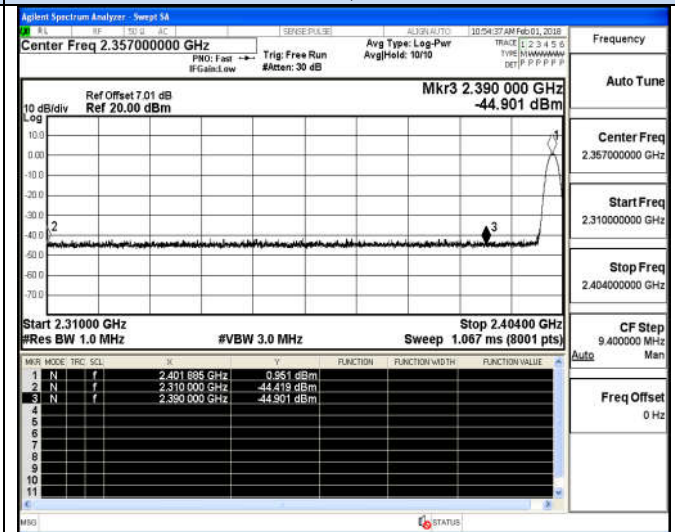 Agilent Spectrum Analyzer - Swept SA
RL RF 50 Ω AC SENSE:PULSE ALIGN AUTO 10:54:37 AM Feb 01, 2018
Center Freq 2.357000000 GHz
PNO: Fast
IFGain:Low
Trig: Free Run
#Atten: 30 dB
Avg Type: Log-Pwr
Avg|Hold: 10/10
TRACE 1 2 3 4 5 6
TYPE MWWWWW
DET P P P P P P
Ref Offset 7.01 dB
10 dB/div Ref 20.00 dBm
Log
Mkr3 2.390 000 GHz
-44.901 dBm
10.0
0.00
-10.0
-20.0
-30.0
-40.0
-50.0
-60.0
-70.0
1
2
3
Start 2.31000 GHz Stop 2.40400 GHz
#Res BW 1.0 MHz #VBW 3.0 MHz Sweep 1.067 ms (8001 pts)
MKR MODE TRC SCL X Y FUNCTION FUNCTION WIDTH FUNCTION VALUE
1 N f 2.401 885 GHz 0.951 dBm
2 N f 2.310 000 GHz -44.419 dBm
3 N f 2.390 000 GHz -44.901 dBm
4
5
6
7
8
9
10
11
MSG STATUS
Frequency
Auto Tune
Center Freq
2.357000000 GHz
Start Freq
2.310000000 GHz
Stop Freq
2.404000000 GHz
CF Step
9.400000 MHz
Auto Man
Freq Offset
0 Hz